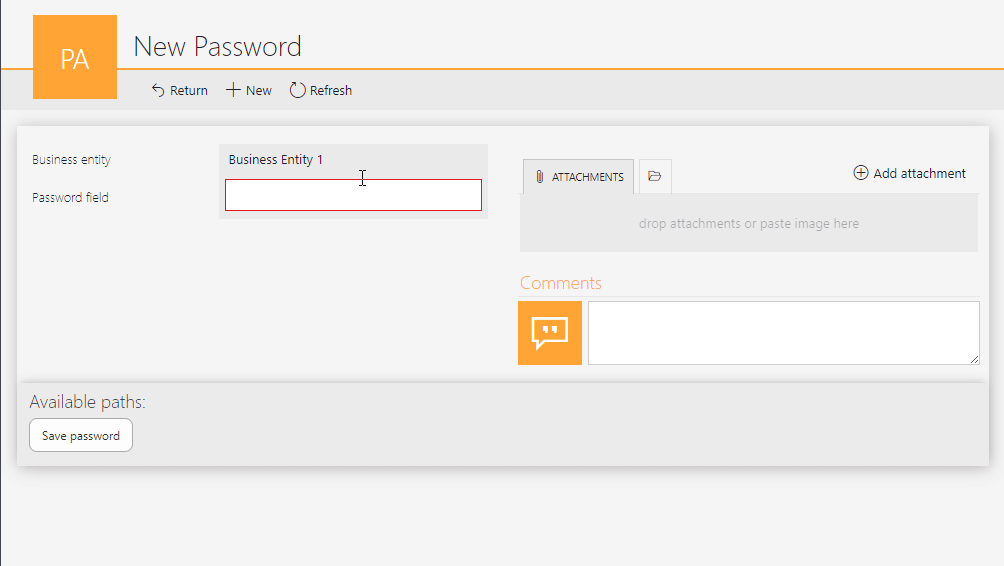 PA
New Password
Return
New
Refresh
Business entity
Business Entity 1
Password field
ATTACHMENTS
Add attachment
drop attachments or paste image here
Comments
Available paths:
Save password